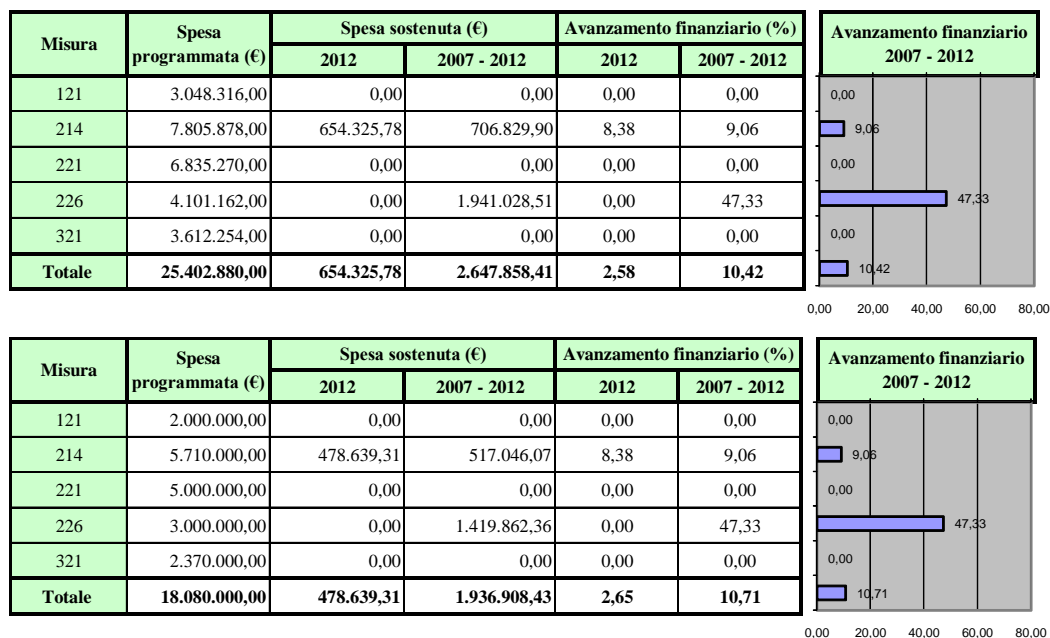 Misura Spesa programmata (€) Spesa sostenuta (€) Avanzamento finanziario (%)
2012 2007 - 2012 2012 2007 - 2012
121 3.048.316,00 0,00 0,00 0,00 0,00
214 7.805.878,00 654.325,78 706.829,90 8,38 9,06
221 6.835.270,00 0,00 0,00 0,00 0,00
226 4.101.162,00 0,00 1.941.028,51 0,00 47,33
321 3.612.254,00 0,00 0,00 0,00 0,00
Totale 25.402.880,00 654.325,78 2.647.858,41 2,58 10,42
Avanzamento finanziario
2007 - 2012
0,00
9,06
0,00
47,33
0,00
10,42
0,00 20,00 40,00 60,00 80,00
Misura Spesa programmata (€) Spesa sostenuta (€) Avanzamento finanziario (%)
2012 2007 - 2012 2012 2007 - 2012
121 2.000.000,00 0,00 0,00 0,00 0,00
214 5.710.000,00 478.639,31 517.046,07 8,38 9,06
221 5.000.000,00 0,00 0,00 0,00 0,00
226 3.000.000,00 0,00 1.419.862,36 0,00 47,33
321 2.370.000,00 0,00 0,00 0,00 0,00
Totale 18.080.000,00 478.639,31 1.936.908,43 2,65 10,71
Avanzamento finanziario
2007 - 2012
0,00
9,06
0,00
47,33
0,00
10,71
0,00 20,00 40,00 60,00 80,00